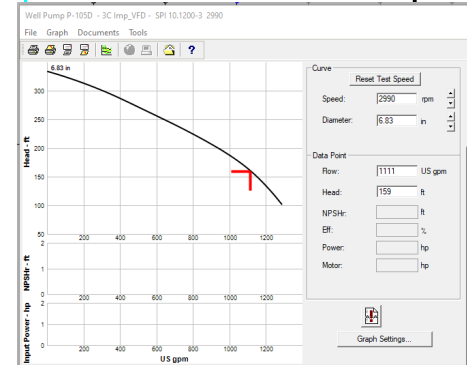 Well Pump P-105D - 3C Imp_VFD - SPI 10.1200-3 2990
File Graph Documents Tools
?
6.83 in
Head - ft
300
250
200
150
100
50
200 400 600 800 1000 1200
NPSHr - ft
2
1
0
200 400 600 800 1000 1200
Input Power - hp
2
1
0
200 400 600 800 1000 1200
US gpm
Curve
Reset Test Speed
Speed: 2990 rpm
Diameter: 6.83 in
Data Point
Flow: 1111 US gpm
Head: 159 ft
NPSHr: ft
Eff: %
Power: hp
Motor: hp
Graph Settings...